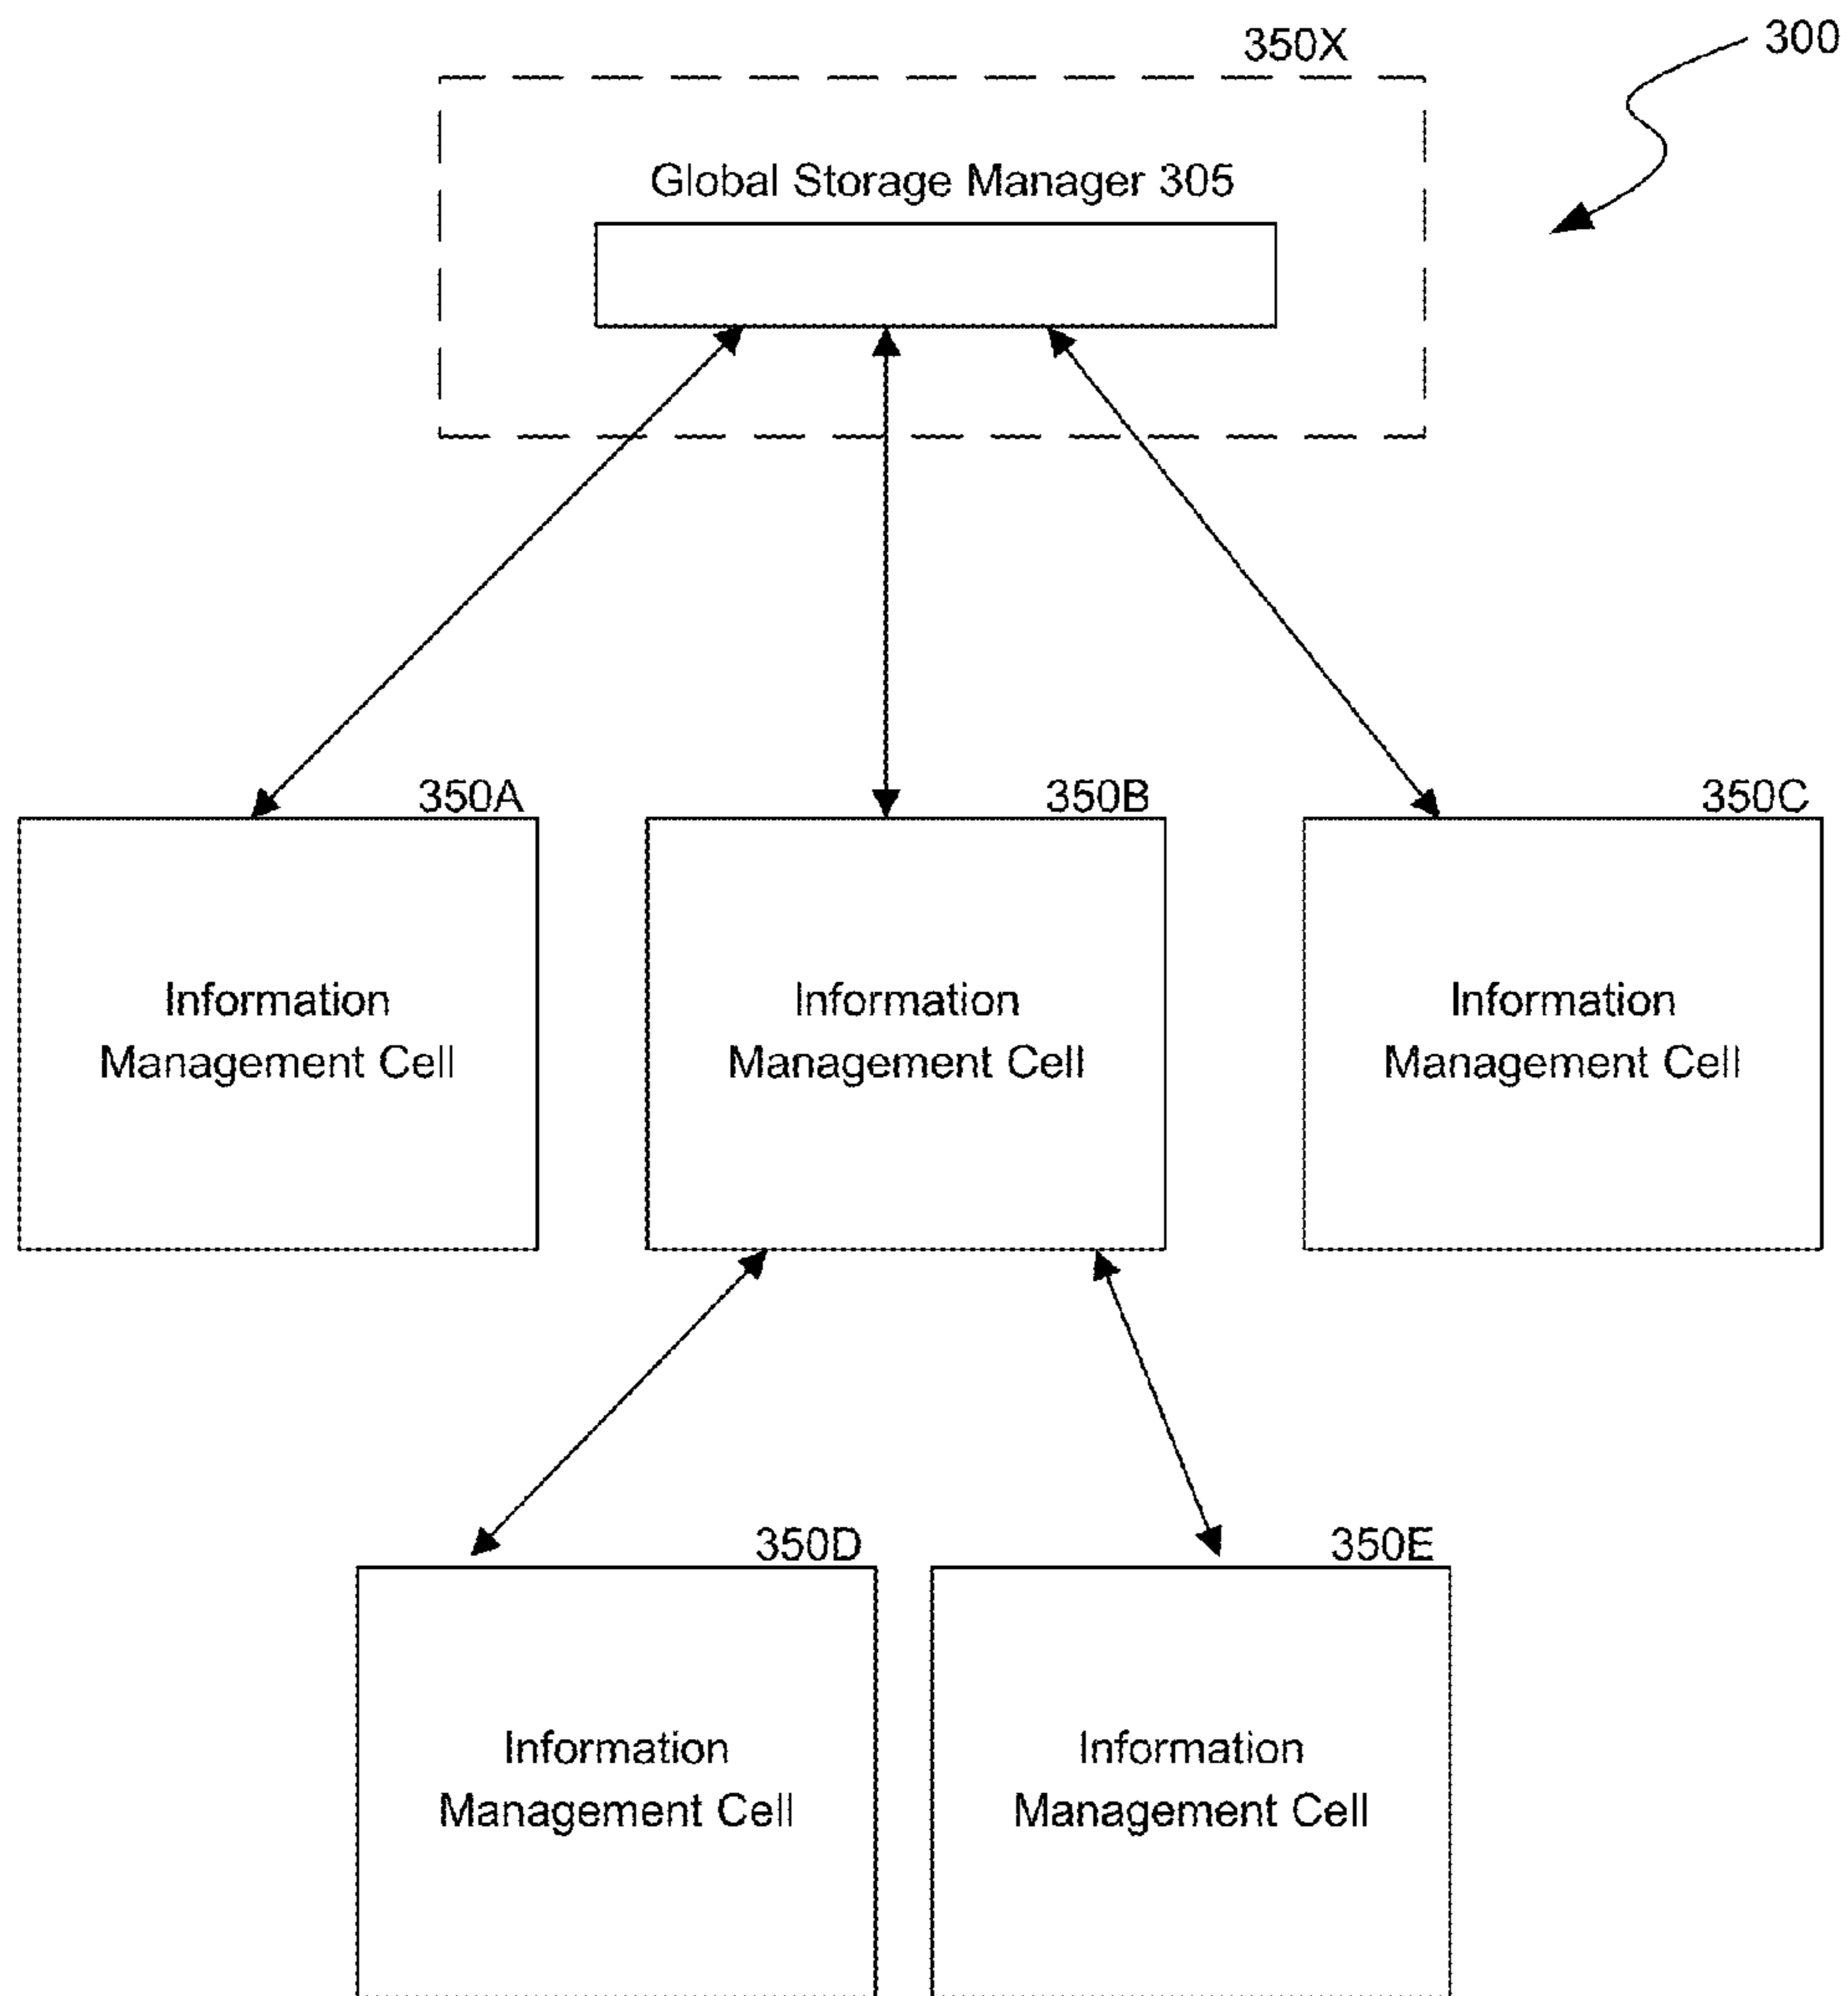 300
350X
Global Storage Manager 305
350A
350B
350C
Information
Management Cell
Information
Management Cell
Information
Management Cell
350D
350E
Information
Management Cell
Information
Management Cell